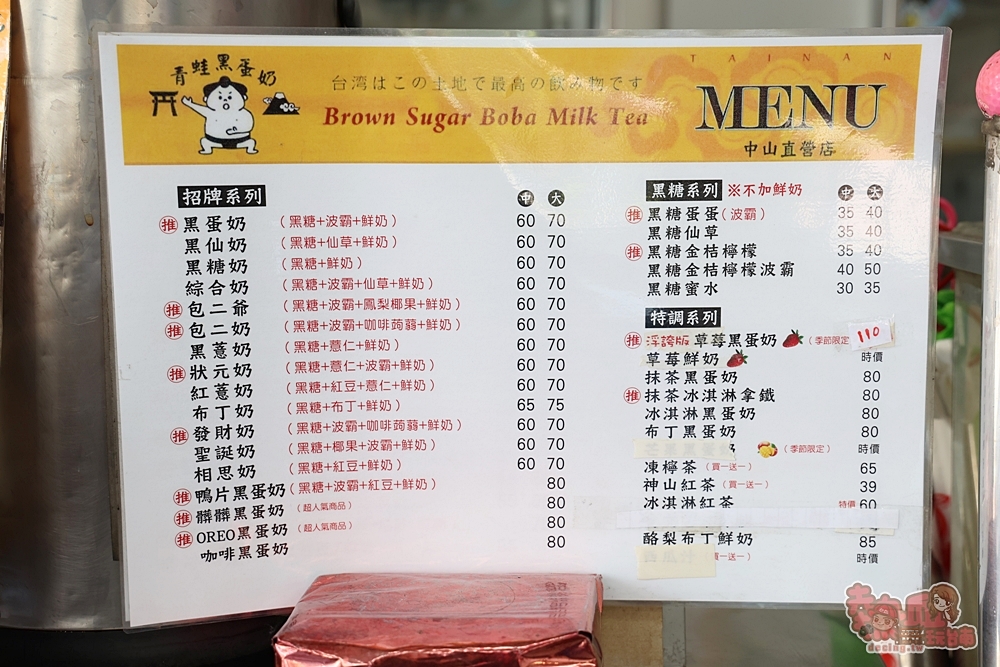 青蛙黑蛋奶
台湾はこの土地で最高の飲み物です
Brown Sugar Boba Milk Tea
TAINAN
MENU
中山直營店
招牌系列 中 大
推 黑蛋奶 (黑糖+波霸+鮮奶) 60 70
黑仙奶 (黑糖+仙草+鮮奶) 60 70
黑糖奶 (黑糖+鮮奶) 60 70
綜合奶 (黑糖+波霸+仙草+鮮奶) 60 70
推 包二爺 (黑糖+波霸+鳳梨椰果+鮮奶) 60 70
推 包二奶 (黑糖+波霸+咖啡蒟蒻+鮮奶) 60 70
黑薏奶 (黑糖+薏仁+鮮奶) 60 70
推 狀元奶 (黑糖+薏仁+波霸+鮮奶) 60 70
紅薏奶 (黑糖+紅豆+薏仁+鮮奶) 60 70
布丁奶 (黑糖+布丁+鮮奶) 65 75
推 發財奶 (黑糖+波霸+咖啡蒟蒻+鮮奶) 60 70
聖誕奶 (黑糖+椰果+波霸+鮮奶) 60 70
相思奶 (黑糖+紅豆+鮮奶) 60 70
推 鴨片黑蛋奶 (黑糖+波霸+紅豆+鮮奶) 80
推 髒髒黑蛋奶 (超人氣商品) 80
推 OREO黑蛋奶 (超人氣商品) 80
咖啡黑蛋奶 80
黑糖系列 ※不加鮮奶 中 大
推 黑糖蛋蛋(波霸) 35 40
黑糖仙草 35 40
推 黑糖金桔檸檬 35 40
黑糖金桔檸檬波霸 40 50
黑糖蜜水 30 35
特調系列
推 浮誇版草莓黑蛋奶 (季節限定) 110
草莓鮮奶 時價
抹茶黑蛋奶 80
推 抹茶冰淇淋拿鐵 80
冰淇淋黑蛋奶 80
布丁黑蛋奶 80
(季節限定) 時價
凍檸茶 (買一送一) 65
神山紅茶 (買一送一) 39
冰淇淋紅茶 特價 60
酪梨布丁鮮奶 85
買一送一) 時價
decing.tw